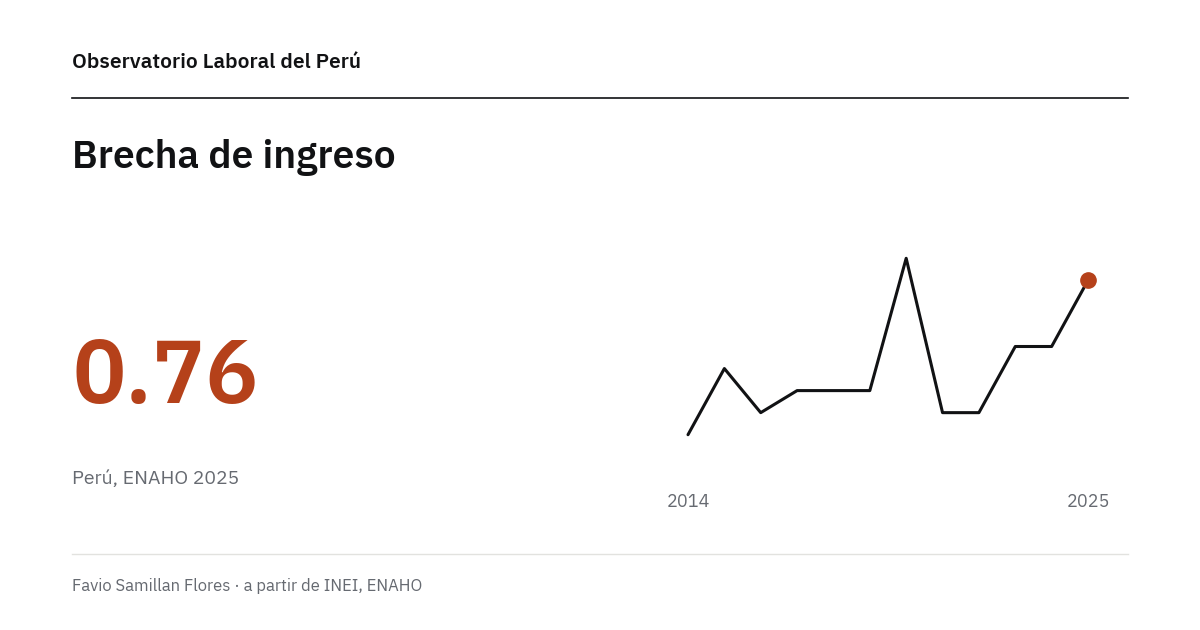 Observatorio Laboral del Perú
Brecha de ingreso
0.76
Perú, ENAHO 2025
2014
2025
Favio Samillan Flores · a partir de INEI, ENAHO